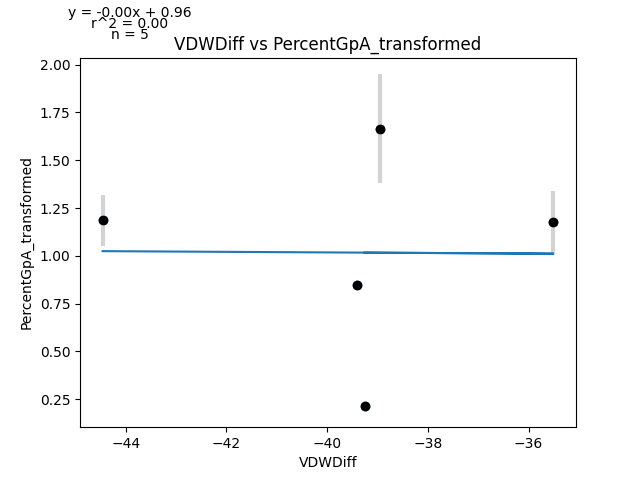 y = -0.00x + 0.96
r^2 = 0.00
n = 5
VDWDiff vs PercentGpA_transformed
2.00
1.75
1.50
1.25
1.00
0.75
0.50
0.25
PercentGpA_transformed
−44 −42 −40 −38 −36
VDWDiff